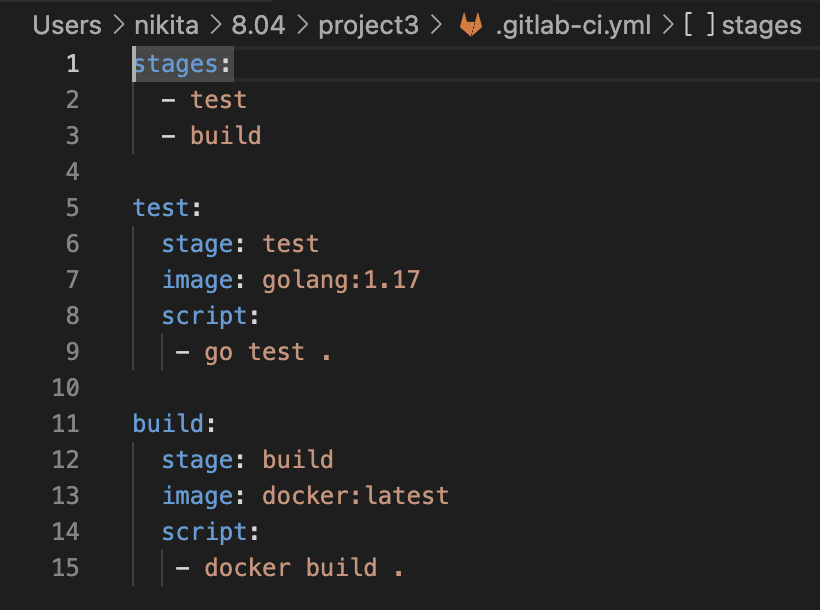 Users > nikita > 8.04 > project3 > .gitlab-ci.yml > [ ] stages
1 stages:
2   - test
3   - build
4
5 test:
6   stage: test
7   image: golang:1.17
8   script:
9    - go test .
10
11 build:
12   stage: build
13   image: docker:latest
14   script:
15    - docker build .